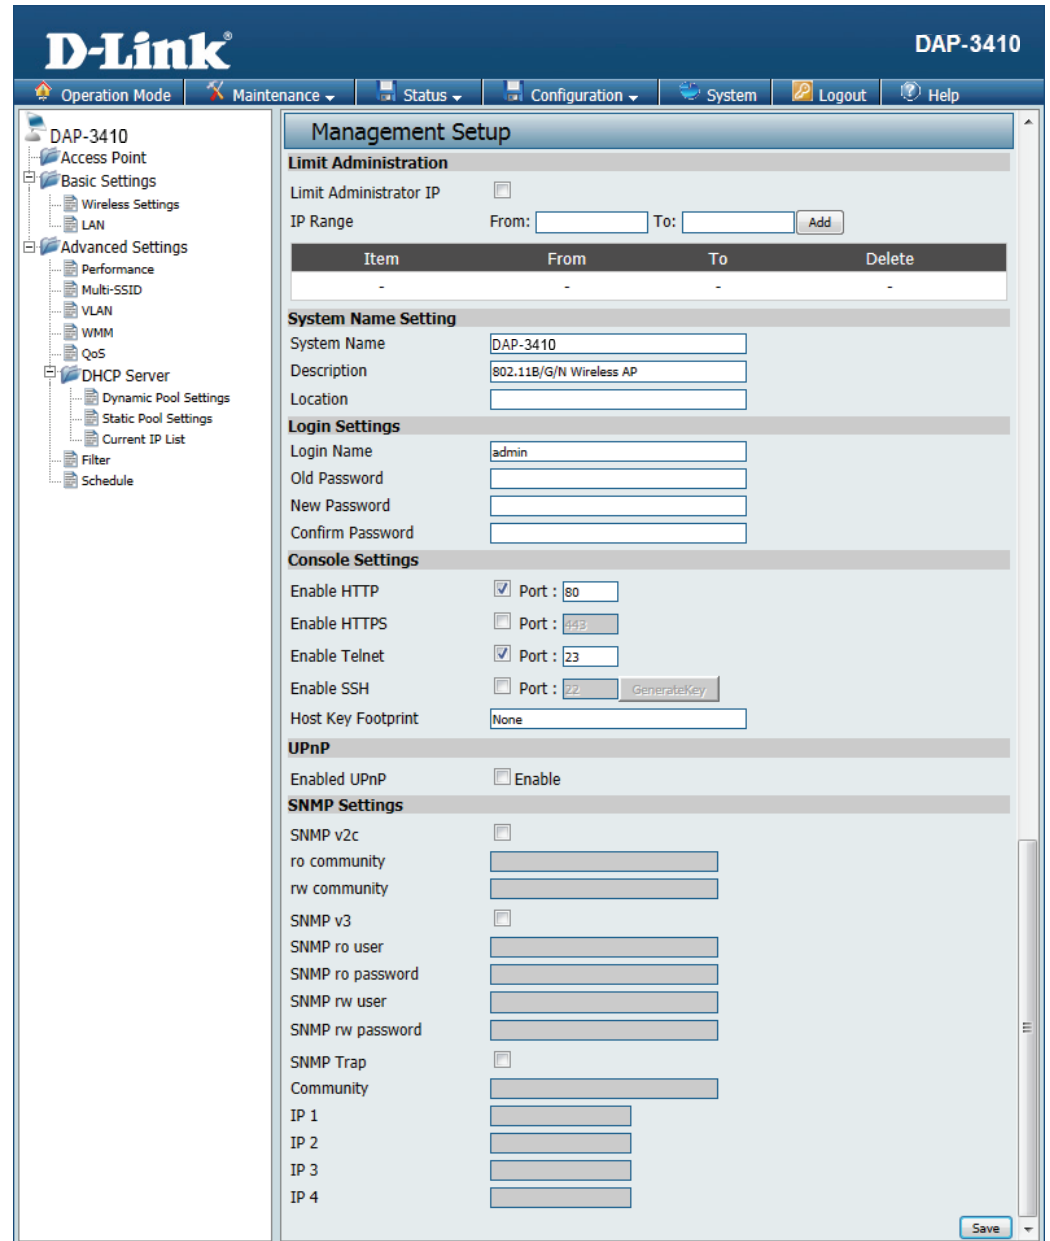 D-Link®
DAP-3410
Operation Mode Maintenance Status Configuration System Logout Help
DAP-3410
Access Point
Basic Settings
Wireless Settings
LAN
Advanced Settings
Performance
Multi-SSID
VLAN
WMM
QoS
DHCP Server
Dynamic Pool Settings
Static Pool Settings
Current IP List
Filter
Schedule
Management Setup
Limit Administration
Limit Administrator IP
IP Range From: To: Add
Item From To Delete
- - - -
System Name Setting
System Name DAP-3410
Description 802.11B/G/N Wireless AP
Location
Login Settings
Login Name admin
Old Password
New Password
Confirm Password
Console Settings
Enable HTTP Port : 80
Enable HTTPS Port : 443
Enable Telnet Port : 23
Enable SSH Port : 22 GenerateKey
Host Key Footprint None
UPnP
Enabled UPnP Enable
SNMP Settings
SNMP v2c
ro community
rw community
SNMP v3
SNMP ro user
SNMP ro password
SNMP rw user
SNMP rw password
SNMP Trap
Community
IP 1
IP 2
IP 3
IP 4
Save